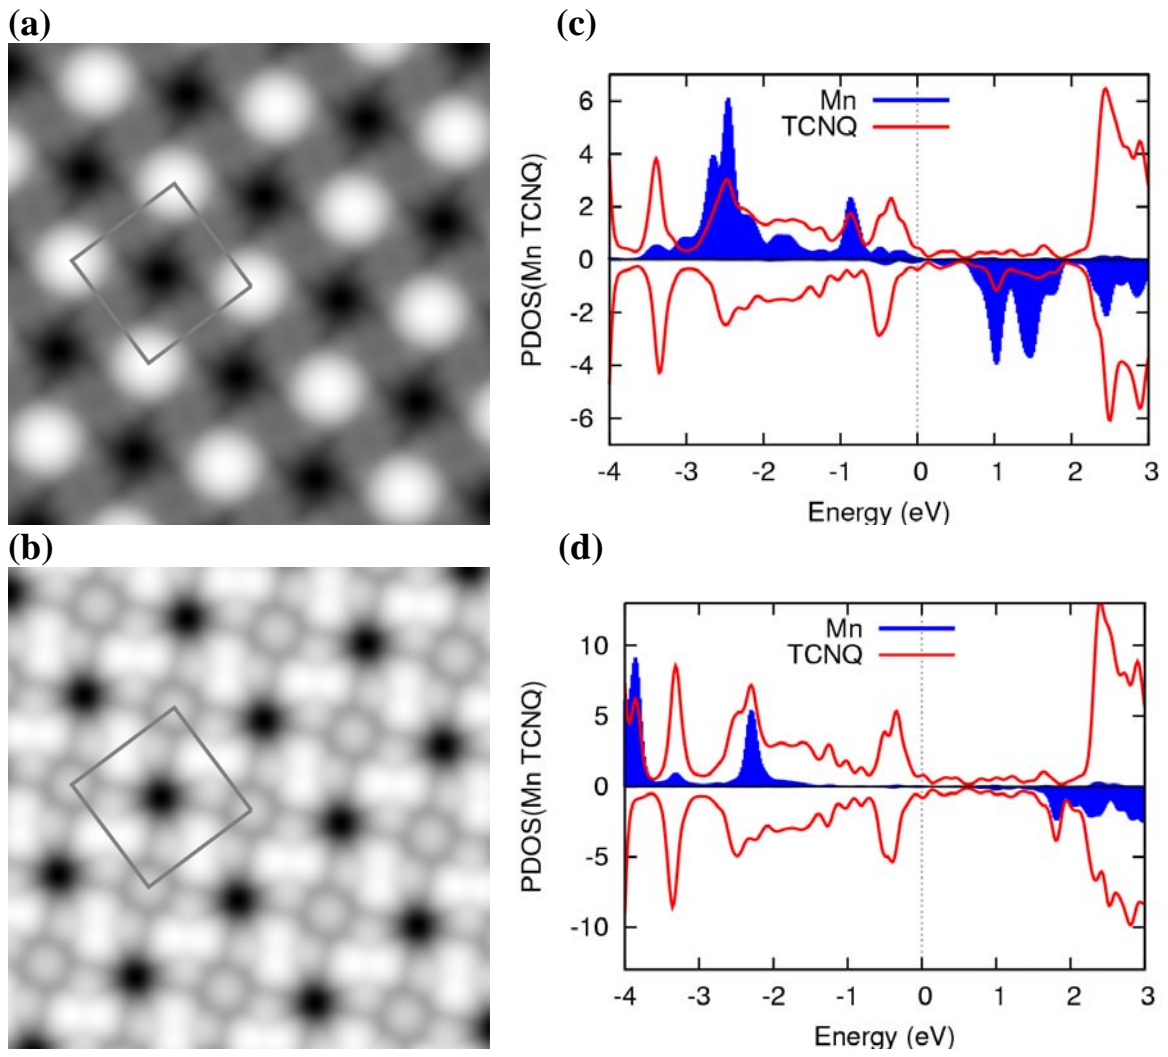 (a)
(c)
Mn
TCNQ
PDOS(Mn TCNQ)
6
4
2
0
-2
-4
-6
-4 -3 -2 -1 0 1 2 3
Energy (eV)
(b)
(d)
Mn
TCNQ
PDOS(Mn TCNQ)
10
5
0
-5
-10
-4 -3 -2 -1 0 1 2 3
Energy (eV)